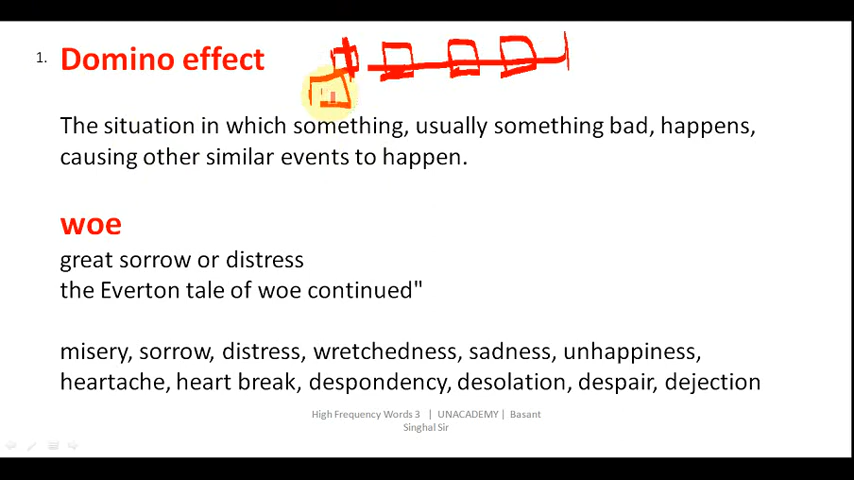 1. Domino effect
The situation in which something, usually something bad, happens,
causing other similar events to happen.
woe
great sorrow or distress
the Everton tale of woe continued"
misery, sorrow, distress, wretchedness, sadness, unhappiness,
heartache, heart break, despondency, desolation, despair, dejection
High Frequency Words 3 | UNACADEMY | Basant
Singhal Sir